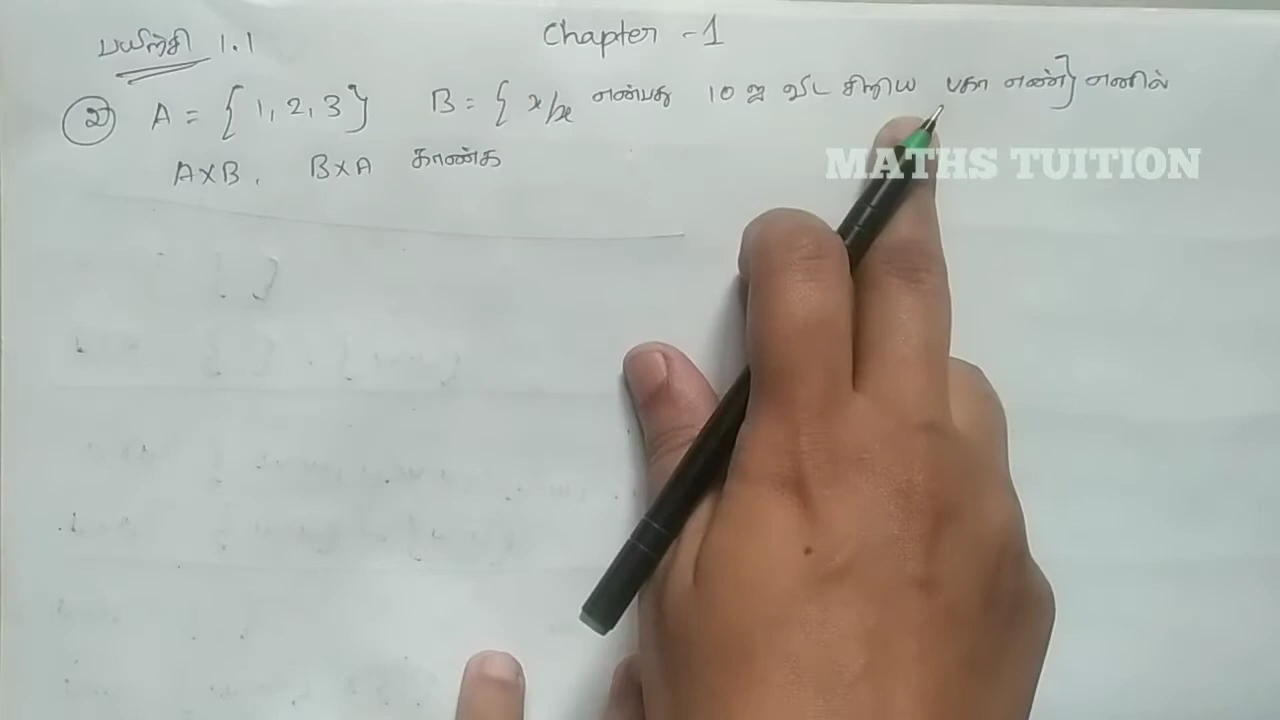 Chapter - 1
பயிற்சி 1.1
2) A = { 1, 2, 3 } B = { x/x என்பது 10 ஐ விட சிறிய பகா எண்} எனில்
A×B, B×A காண்க
MATHS TUITION